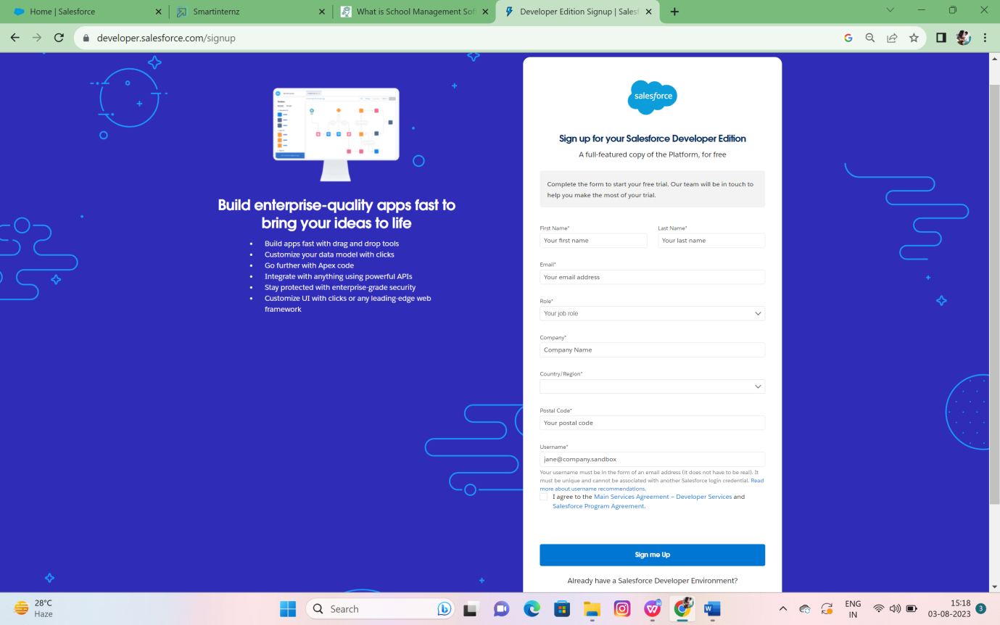 Home | Salesforce
Smartinternz
What is School Management Sof
Developer Edition Signup | Salesf
developer.salesforce.com/signup
Build enterprise-quality apps fast to
bring your ideas to life
• Build apps fast with drag and drop tools
• Customize your data model with clicks
• Go further with Apex code
• Integrate with anything using powerful APIs
• Stay protected with enterprise-grade security
• Customize UI with clicks or any leading-edge web
framework
salesforce
Sign up for your Salesforce Developer Edition
A full-featured copy of the Platform, for free
Complete the form to start your free trial. Our team will be in touch to
help you make the most of your trial.
First Name* Last Name*
Your first name Your last name
Email*
Your email address
Role*
Your job role
Company*
Company Name
Country/Region*
Postal Code*
Your postal code
Username*
jane@company.sandbox
Your username must be in the form of an email address (it does not have to be real). It
must be unique and cannot be associated with another Salesforce login credential. Read
more about username recommendations.
I agree to the Main Services Agreement – Developer Services and
Salesforce Program Agreement.
Sign me Up
Already have a Salesforce Developer Environment?
28°C
Haze
Search
ENG
IN
15:18
03-08-2023
3